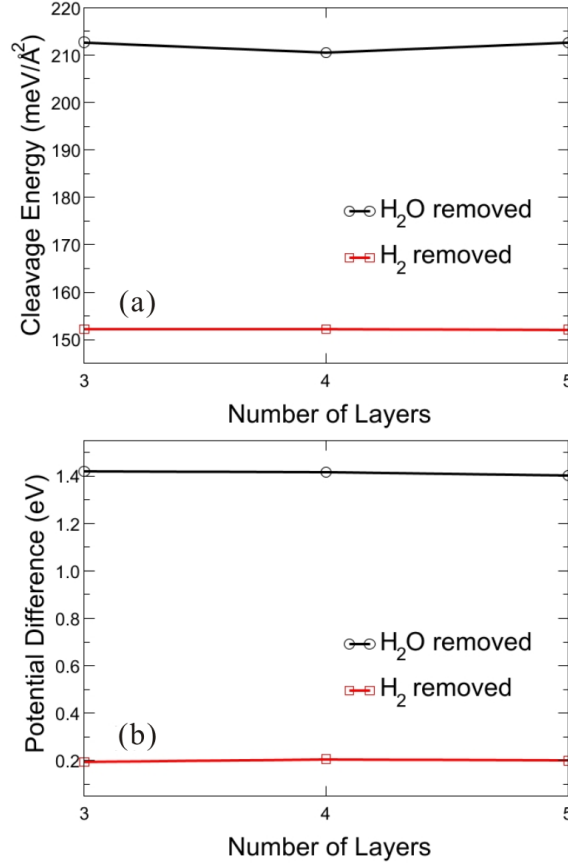 220
210
200
190
180
170
160
150
Cleavage Energy (meV/Å²)
H₂O removed
H₂ removed
(a)
3
4
5
Number of Layers
1.4
1.2
1.0
0.8
0.6
0.4
0.2
Potential Difference (eV)
H₂O removed
H₂ removed
(b)
3
4
5
Number of Layers